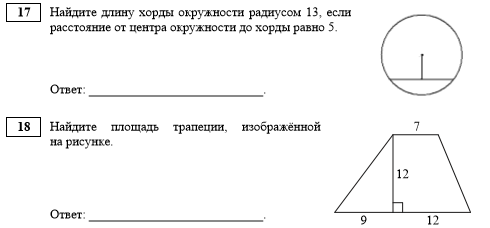 17 Найдите длину хорды окружности радиусом 13, если
расстояние от центра окружности до хорды равно 5.
Ответ: ___________________________.
18 Найдите площадь трапеции, изображённой
на рисунке.
7
12
9 12
Ответ: ___________________________.